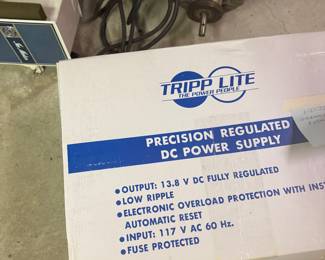 TRIPP LITE
THE POWER PEOPLE
PRECISION REGULATED
DC POWER SUPPLY
•OUTPUT: 13.8 V DC FULLY REGULATED
•LOW RIPPLE
•ELECTRONIC OVERLOAD PROTECTION WITH INST
AUTOMATIC RESET
•INPUT: 117 V AC 60 Hz.
•FUSE PROTECTED